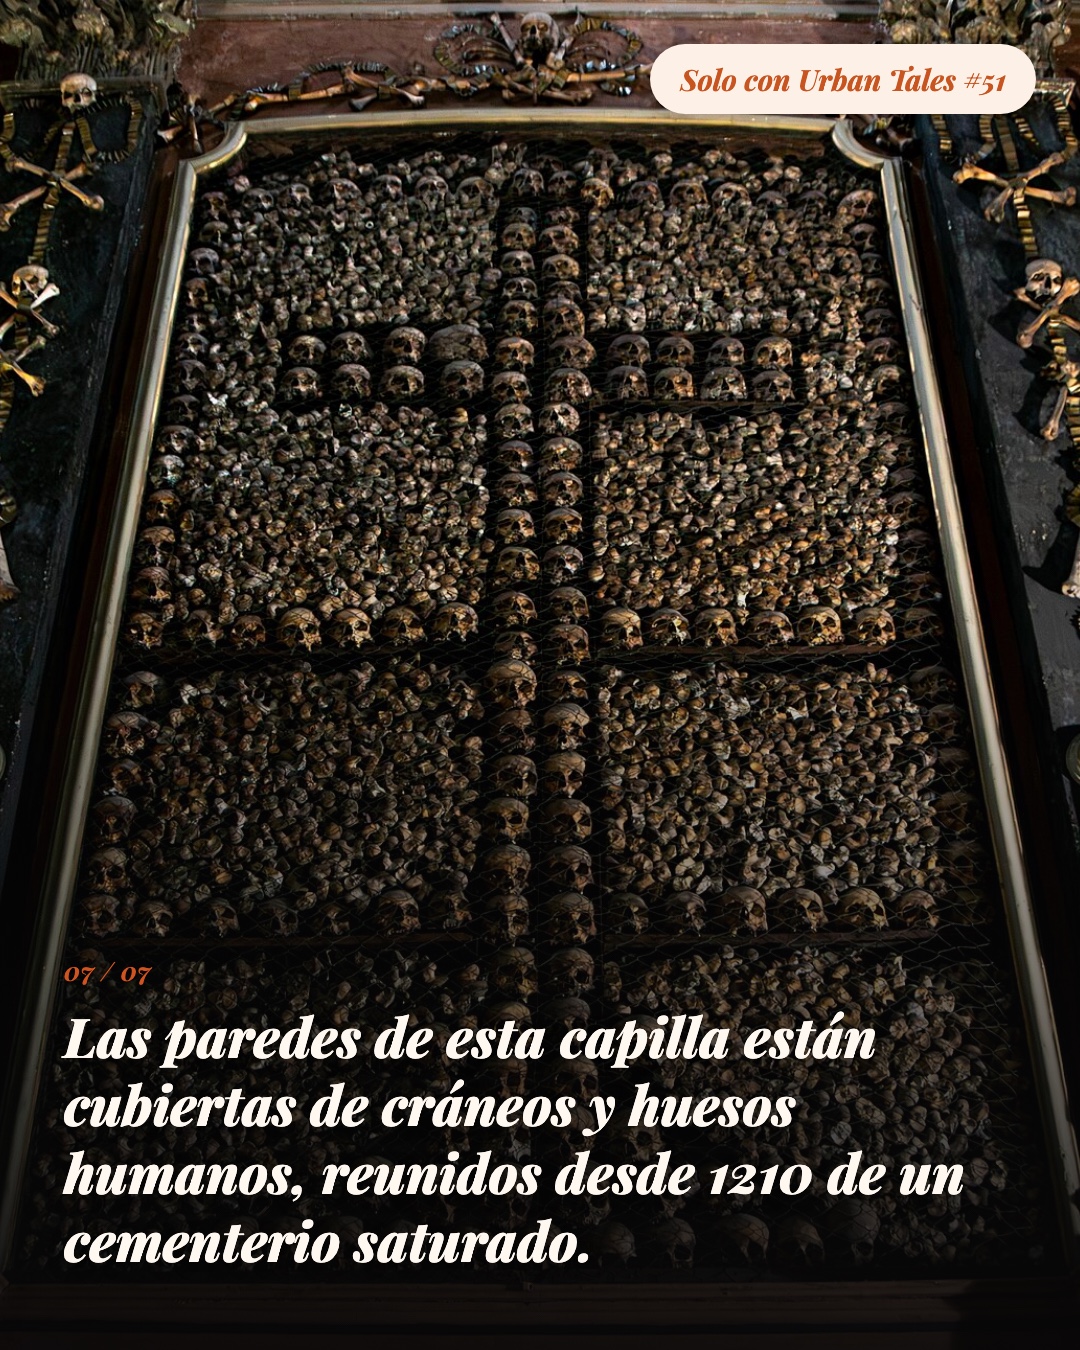 Solo con Urban Tales #51
07 / 07
Las paredes de esta capilla están
cubiertas de cráneos y huesos
humanos, reunidos desde 1210 de un
cementerio saturado.